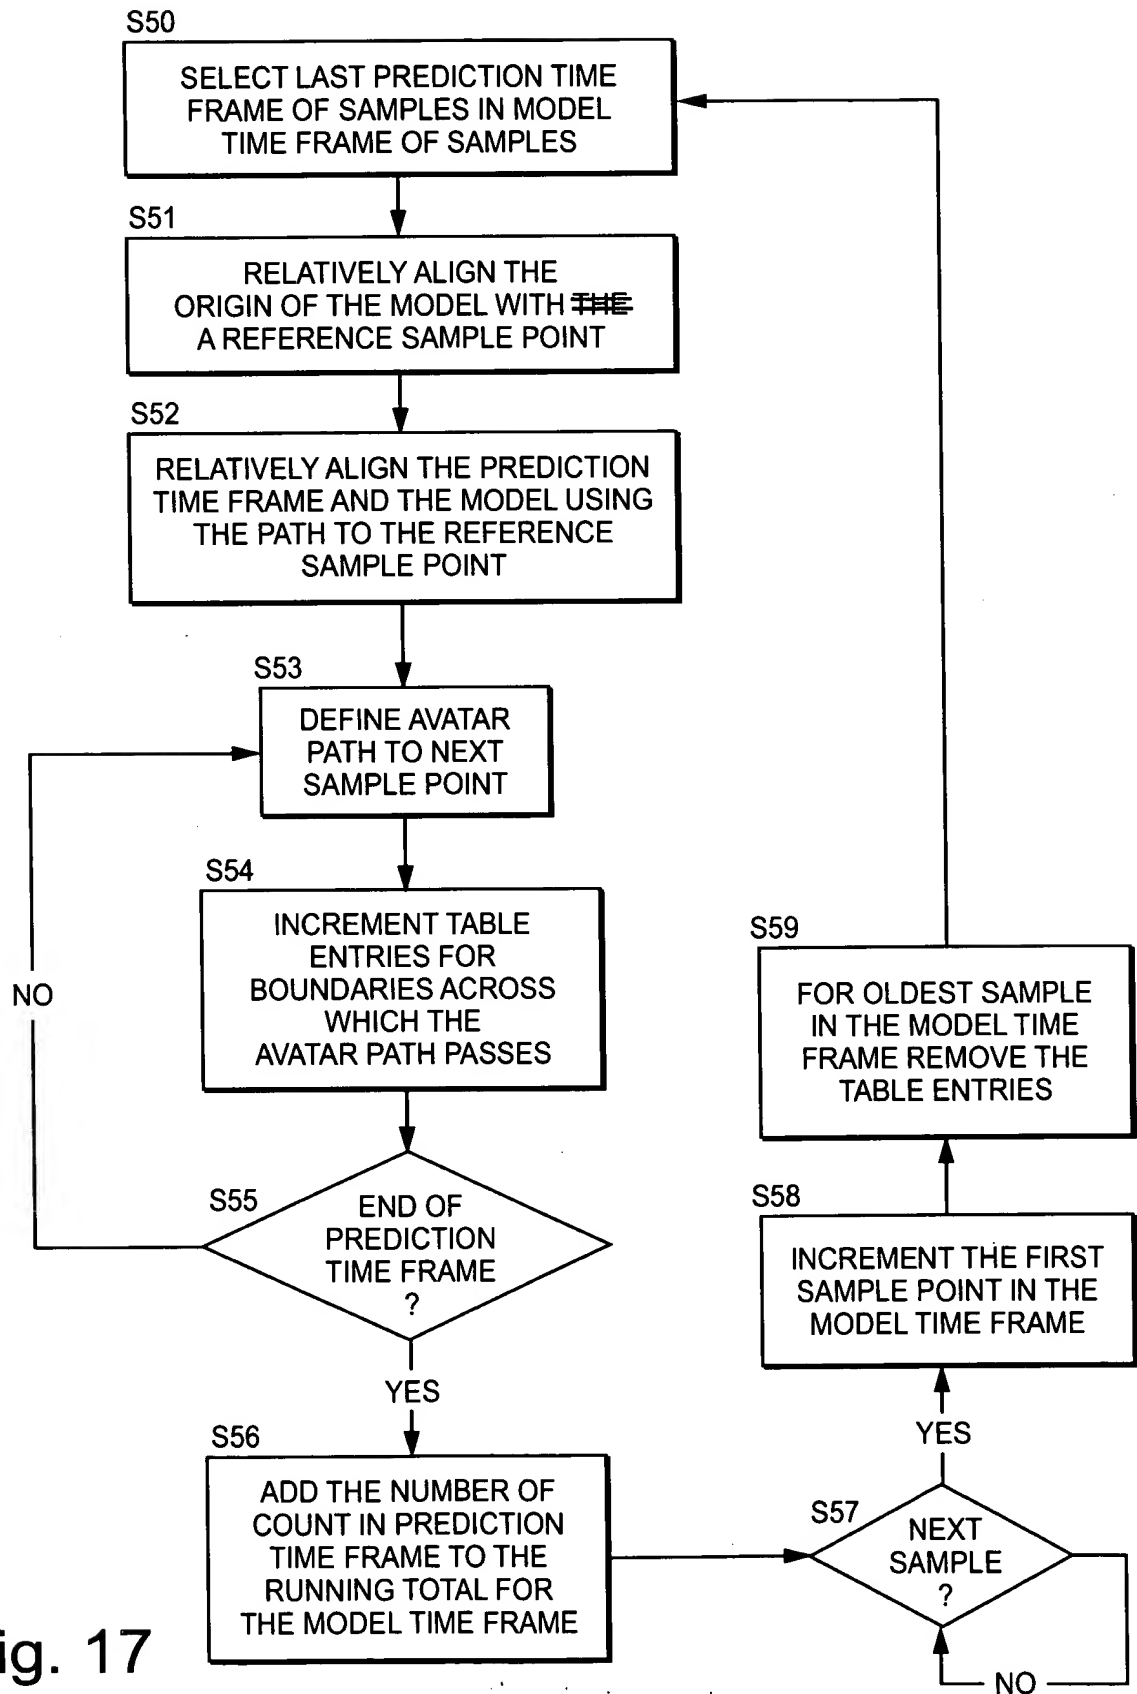 S50
SELECT LAST PREDICTION TIME
FRAME OF SAMPLES IN MODEL
TIME FRAME OF SAMPLES
S51
RELATIVELY ALIGN THE
ORIGIN OF THE MODEL WITH THE
A REFERENCE SAMPLE POINT
S52
RELATIVELY ALIGN THE PREDICTION
TIME FRAME AND THE MODEL USING
THE PATH TO THE REFERENCE
SAMPLE POINT
S53
DEFINE AVATAR
PATH TO NEXT
SAMPLE POINT
S54
INCREMENT TABLE
ENTRIES FOR
BOUNDARIES ACROSS
WHICH THE
AVATAR PATH PASSES
NO
S55
END OF
PREDICTION
TIME FRAME
?
YES
S56
ADD THE NUMBER OF
COUNT IN PREDICTION
TIME FRAME TO THE
RUNNING TOTAL FOR
THE MODEL TIME FRAME
S57
NEXT
SAMPLE
?
NO
YES
S58
INCREMENT THE FIRST
SAMPLE POINT IN THE
MODEL TIME FRAME
S59
FOR OLDEST SAMPLE
IN THE MODEL TIME
FRAME REMOVE THE
TABLE ENTRIES
ig. 17